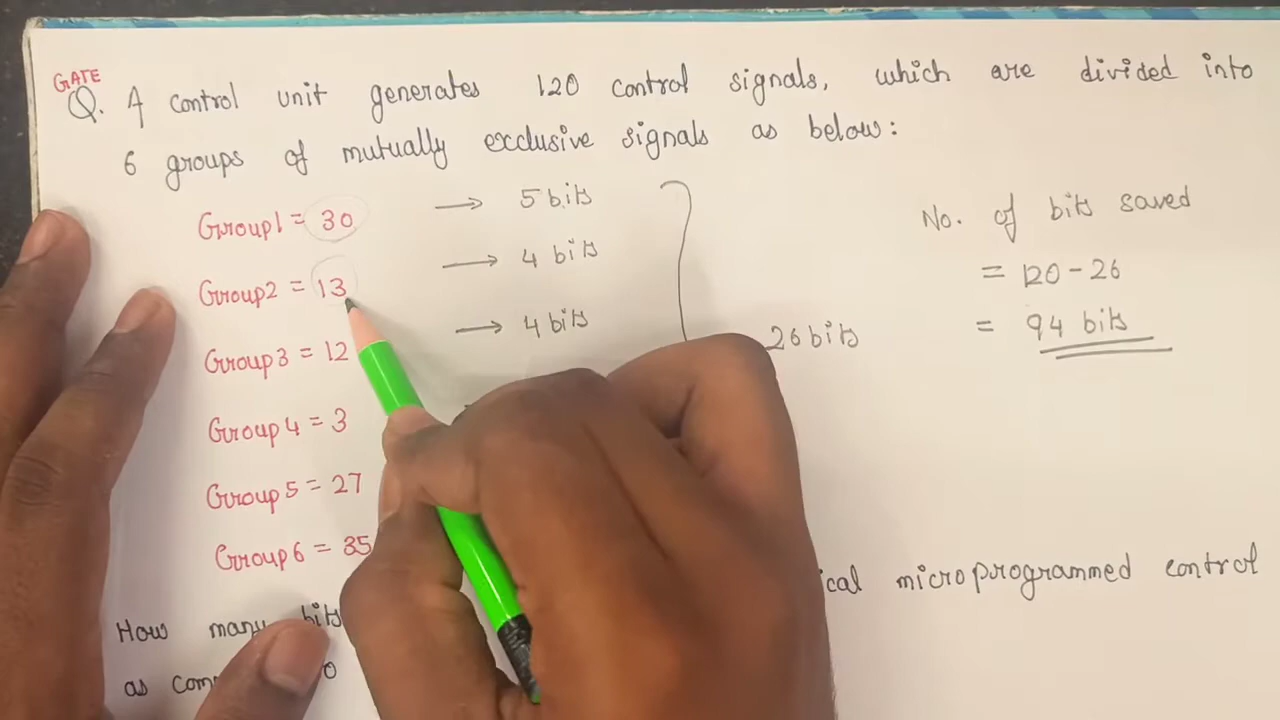 GATE
Q. A control unit generates 120 control signals, which are divided into
6 groups of mutually exclusive signals as below:
Group1 = 30 → 5 bits
Group2 = 13 → 4 bits
Group3 = 12 → 4 bits
Group4 = 3
Group5 = 27
Group6 = 35
26 bits
No. of bits saved
= 120 - 26
= 94 bits
How many bits microprogrammed control
as